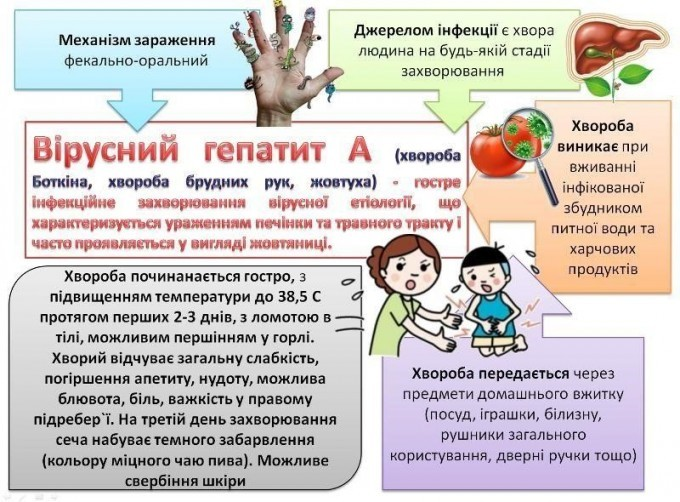 Механізм зараження
фекально-оральний
Джерелом інфекції є хвора
людина на будь-якій стадії
захворювання
Вірусний гепатит А (хвороба
Боткіна, хвороба брудних рук, жовтуха) - гостре
інфекційне захворювання вірусної етіології, що
характеризується ураженням печінки та травного тракту і
часто проявляється у вигляді жовтяниці.
Хвороба
виникає при
вживанні
інфікованої
збудником
питної води та
харчових
продуктів
Хвороба починанається гостро, з
підвищенням температури до 38,5 С
протягом перших 2-3 днів, з ломотою в
тілі, можливим першінням у горлі.
Хворий відчуває загальну слабкість,
погіршення апетиту, нудоту, можлива
блювота, біль, важкість у правому
підребер`ї. На третій день захворювання
сеча набуває темного забарвлення
(кольору міцного чаю пива). Можливе
свербіння шкіри
Хвороба передається через
предмети домашнього вжитку
(посуд, іграшки, білизну,
рушники загального
користування, дверні ручки тощо)